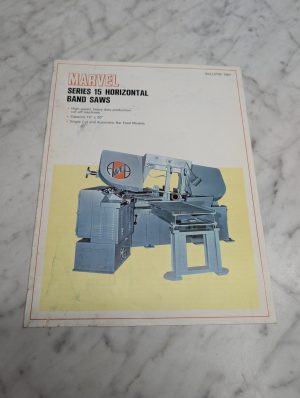 MARVEL
SERIES 15 HORIZONTAL
BAND SAWS
• High speed, heavy duty production
cut off machines
• Capacity 15" x 20"
• Single Cut and Automatic Bar Feed Models
BULLETIN